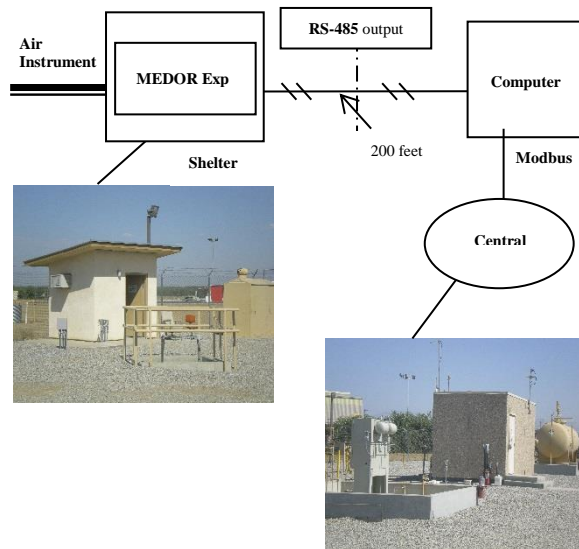 RS-485 output
Air
Instrument
MEDOR Exp
Computer
200 feet
Shelter
Modbus
Central